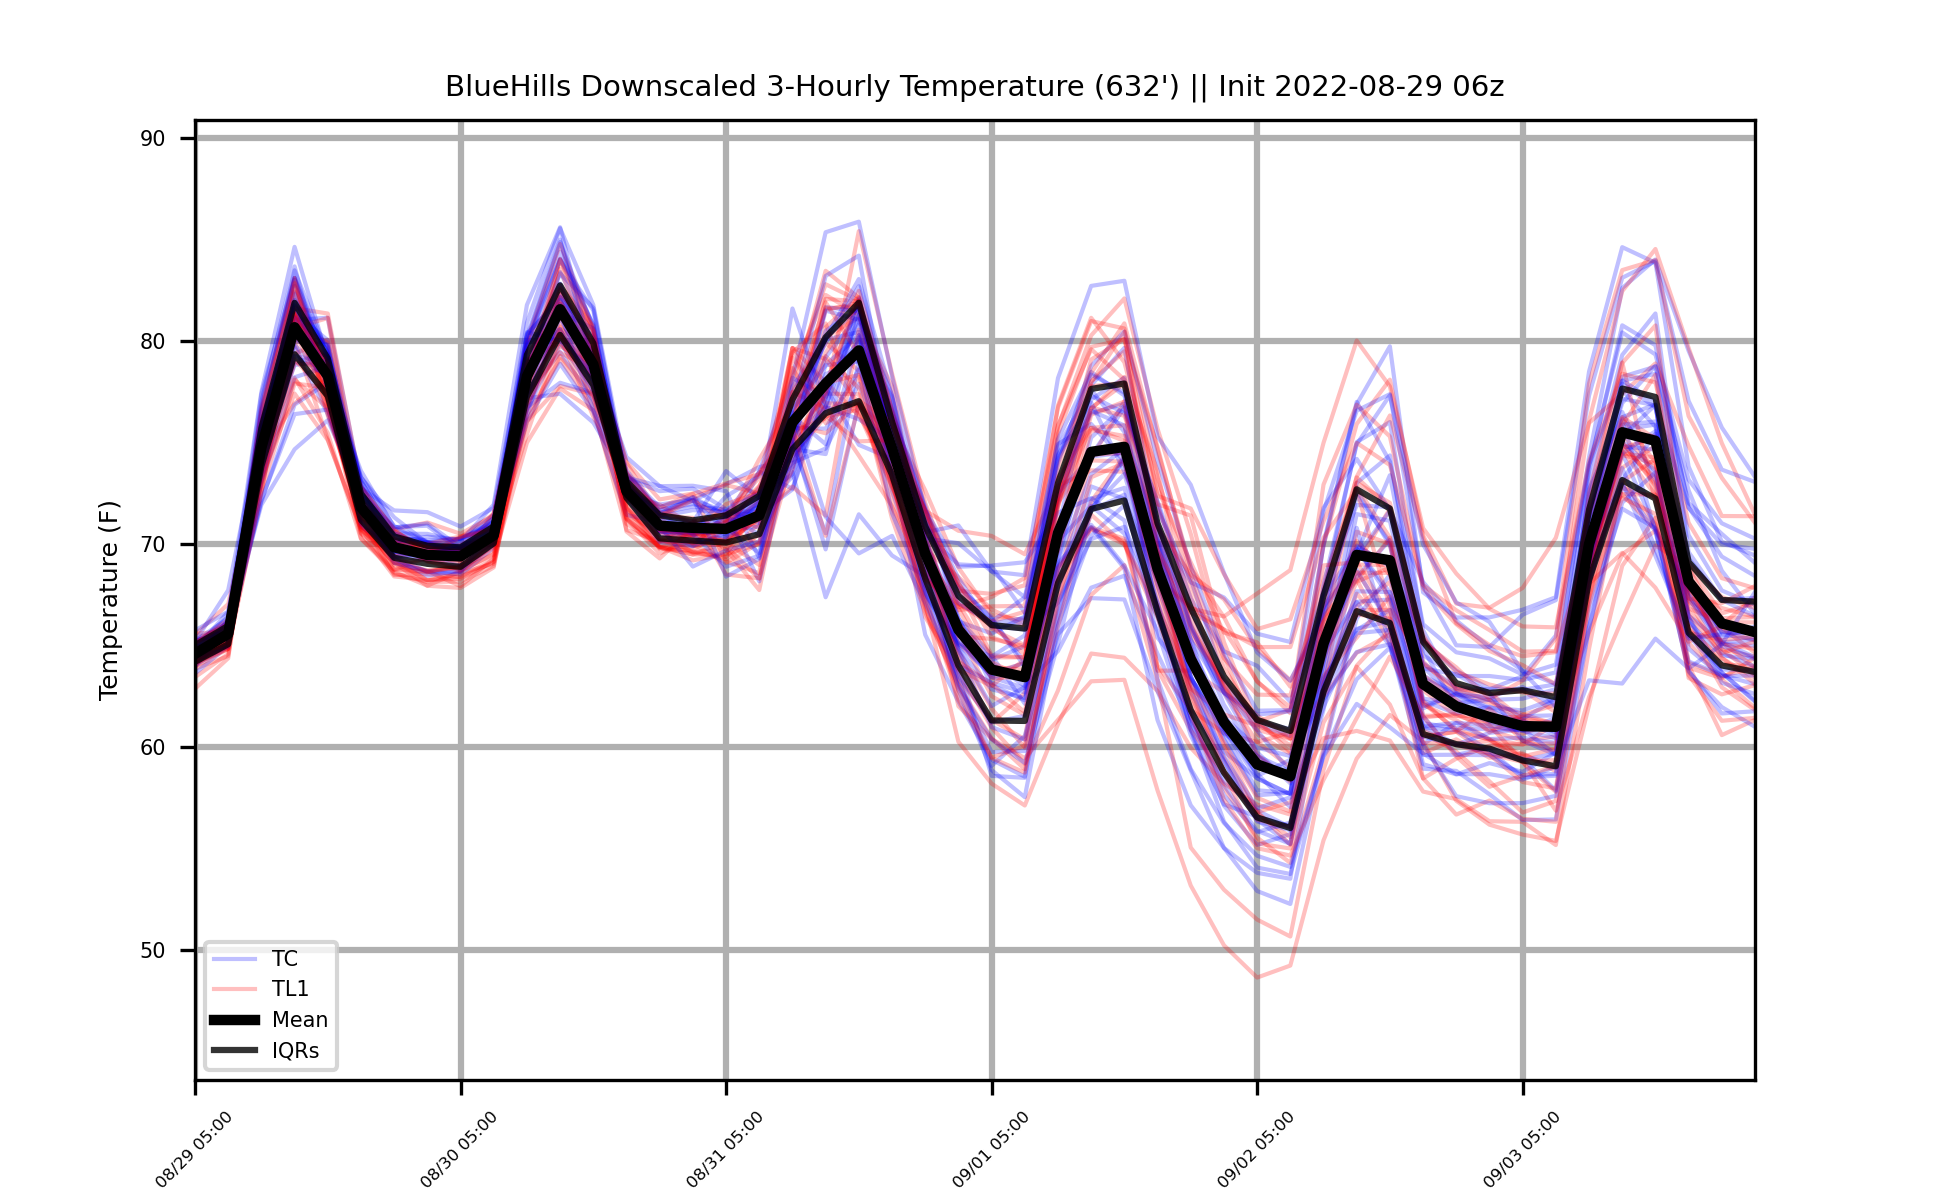 BlueHills Downscaled 3-Hourly Temperature (632') || Init 2022-08-29 06z
90
80
70
60
50
Temperature (F)
TC
TL1
Mean
IQRs
08/29 05:00
08/30 05:00
08/31 05:00
09/01 05:00
09/02 05:00
09/03 05:00